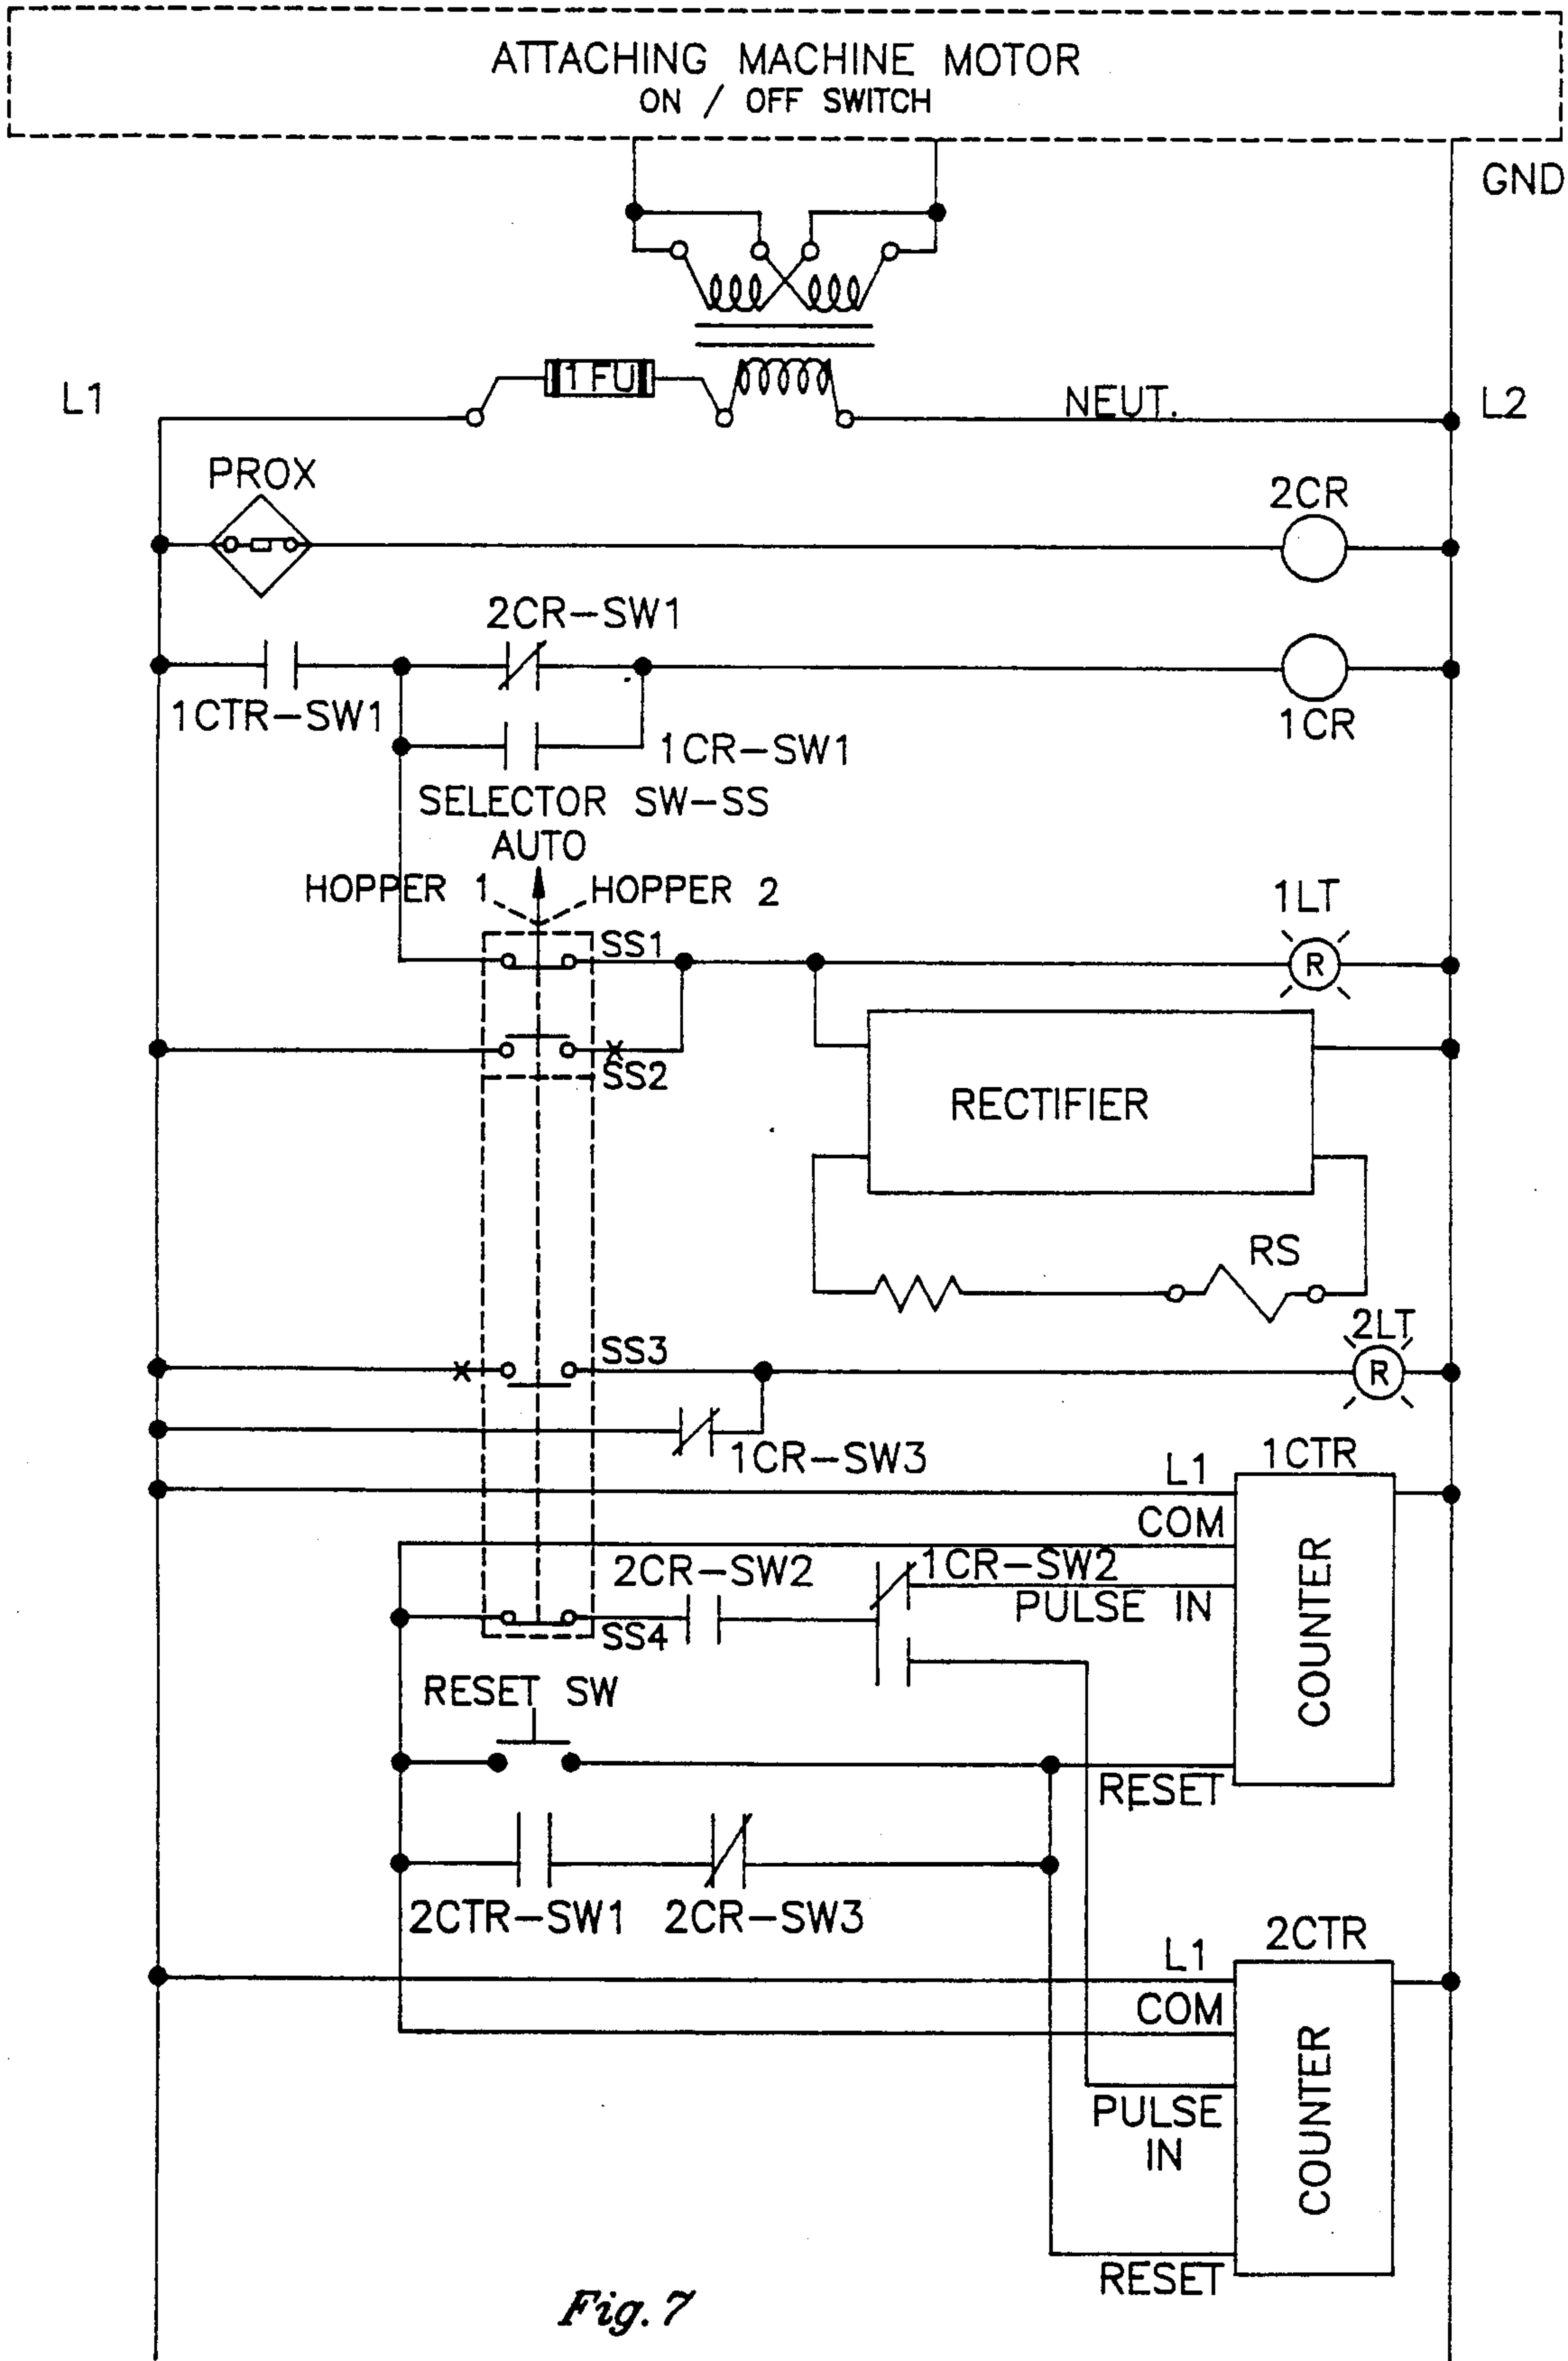 ATTACHING MACHINE MOTOR
ON / OFF SWITCH
GND
L1
1FU
NEUT.
L2
PROX
2CR
2CR-SW1
1CTR-SW1
1CR
1CR-SW1
SELECTOR SW-SS
AUTO
HOPPER 1
HOPPER 2
1LT
SS1
R
SS2
RECTIFIER
RS
2LT
SS3
R
1CR-SW3
1CTR
L1
COM
2CR-SW2
1CR-SW2
PULSE IN
SS4
COUNTER
RESET SW
RESET
2CTR-SW1
2CR-SW3
2CTR
L1
COM
COUNTER
PULSE
IN
RESET
Fig. 7